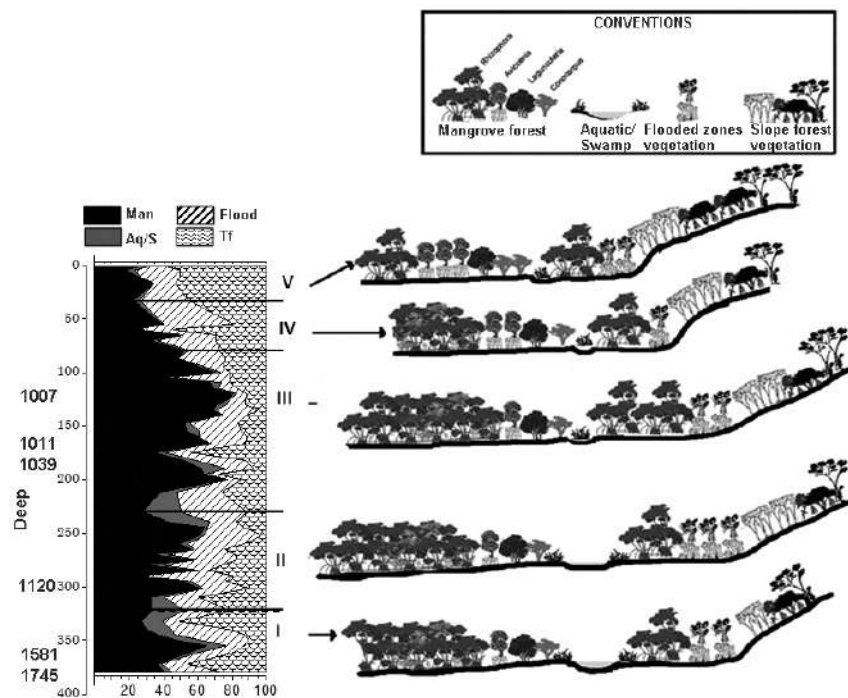 CONVENTIONS
Rhizophora
Avicennia
Laguncularia
Conocarpus
Mangrove forest
Aquatic/
Swamp
Flooded zones
vegetation
Slope forest
vegetation
Man
Flood
Aq/S
Tf
0
50
100
150
200
250
300
350
400
Deep
1007
1011
1039
1120
1581
1745
20 40 60 80 100
V
IV
III
II
I